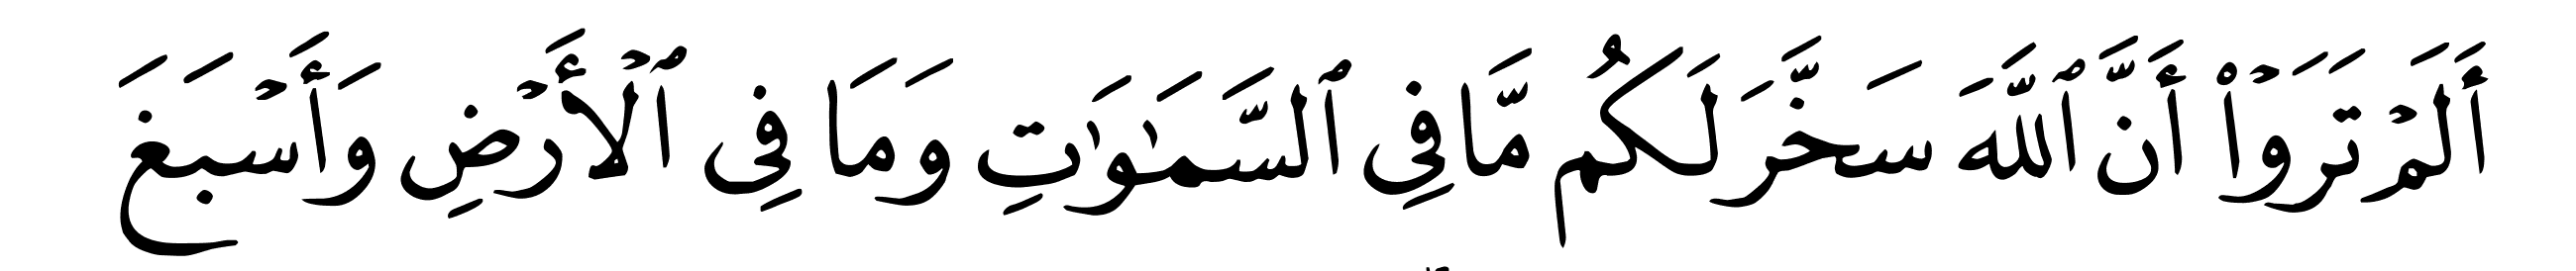 أَلَمۡ تَرَوۡاْ أَنَّ ٱللَّهَ سَخَّرَ لَكُم مَّا فِي ٱلسَّمَٰوَٰتِ وَمَا فِي ٱلۡأَرۡضِ وَأَسۡبَغَ